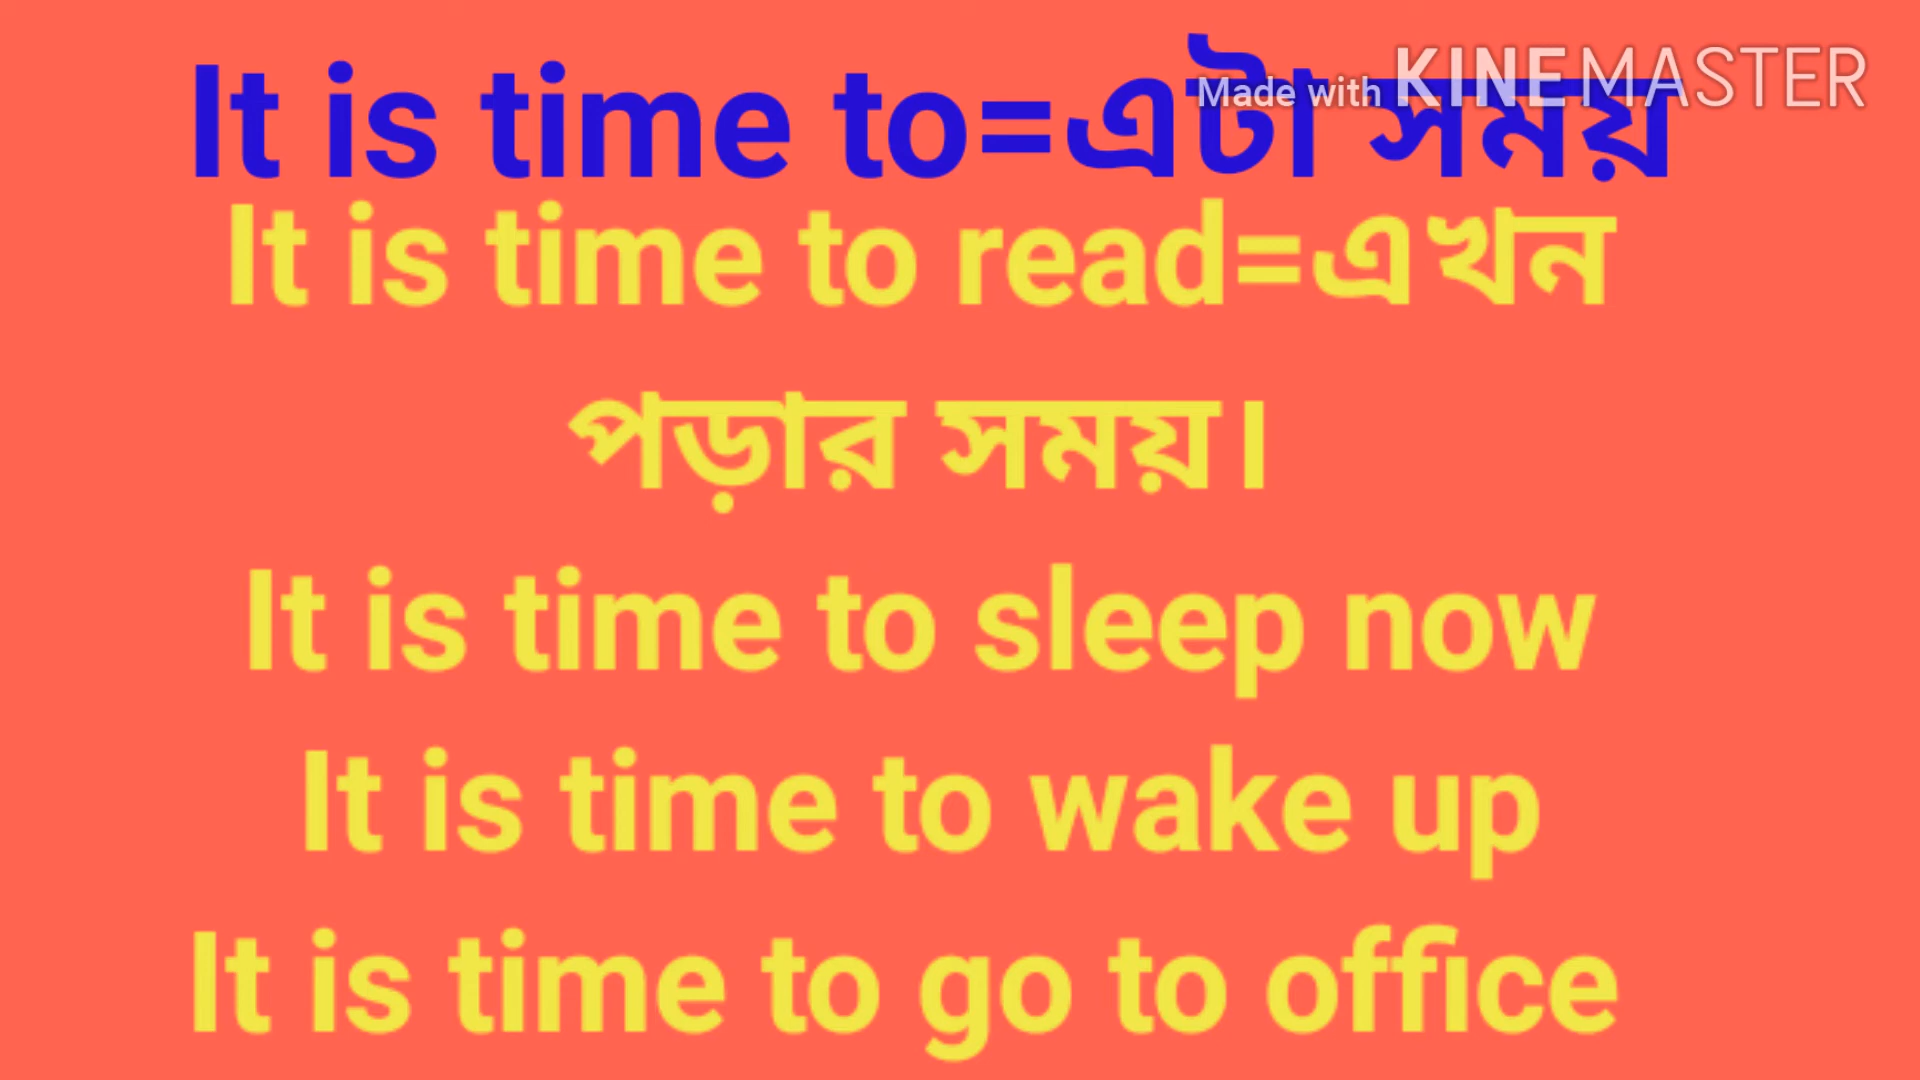 It is time to=এটা সময়
Made with KINEMASTER
It is time to read=এখন
পড়ার সময়।
It is time to sleep now
It is time to wake up
It is time to go to office